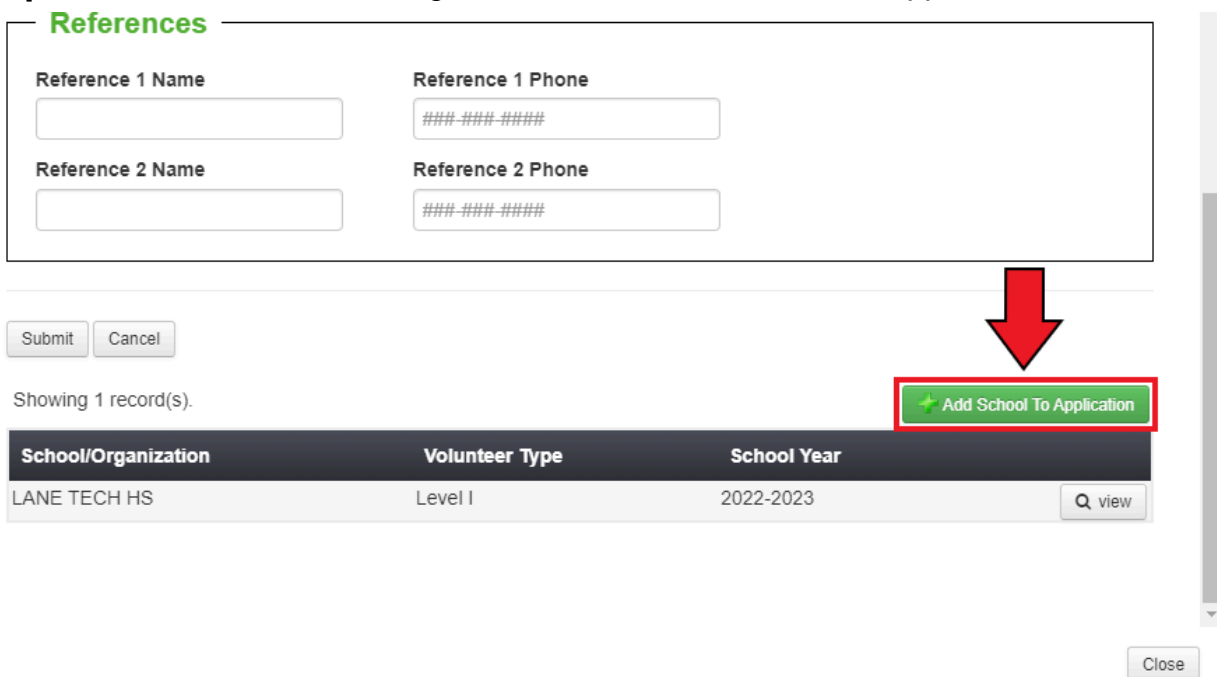 References
Reference 1 Name Reference 1 Phone
###-###-####
Reference 2 Name Reference 2 Phone
###-###-####
Submit Cancel
Showing 1 record(s).
Add School To Application
School/Organization Volunteer Type School Year
LANE TECH HS Level I 2022-2023 view
Close